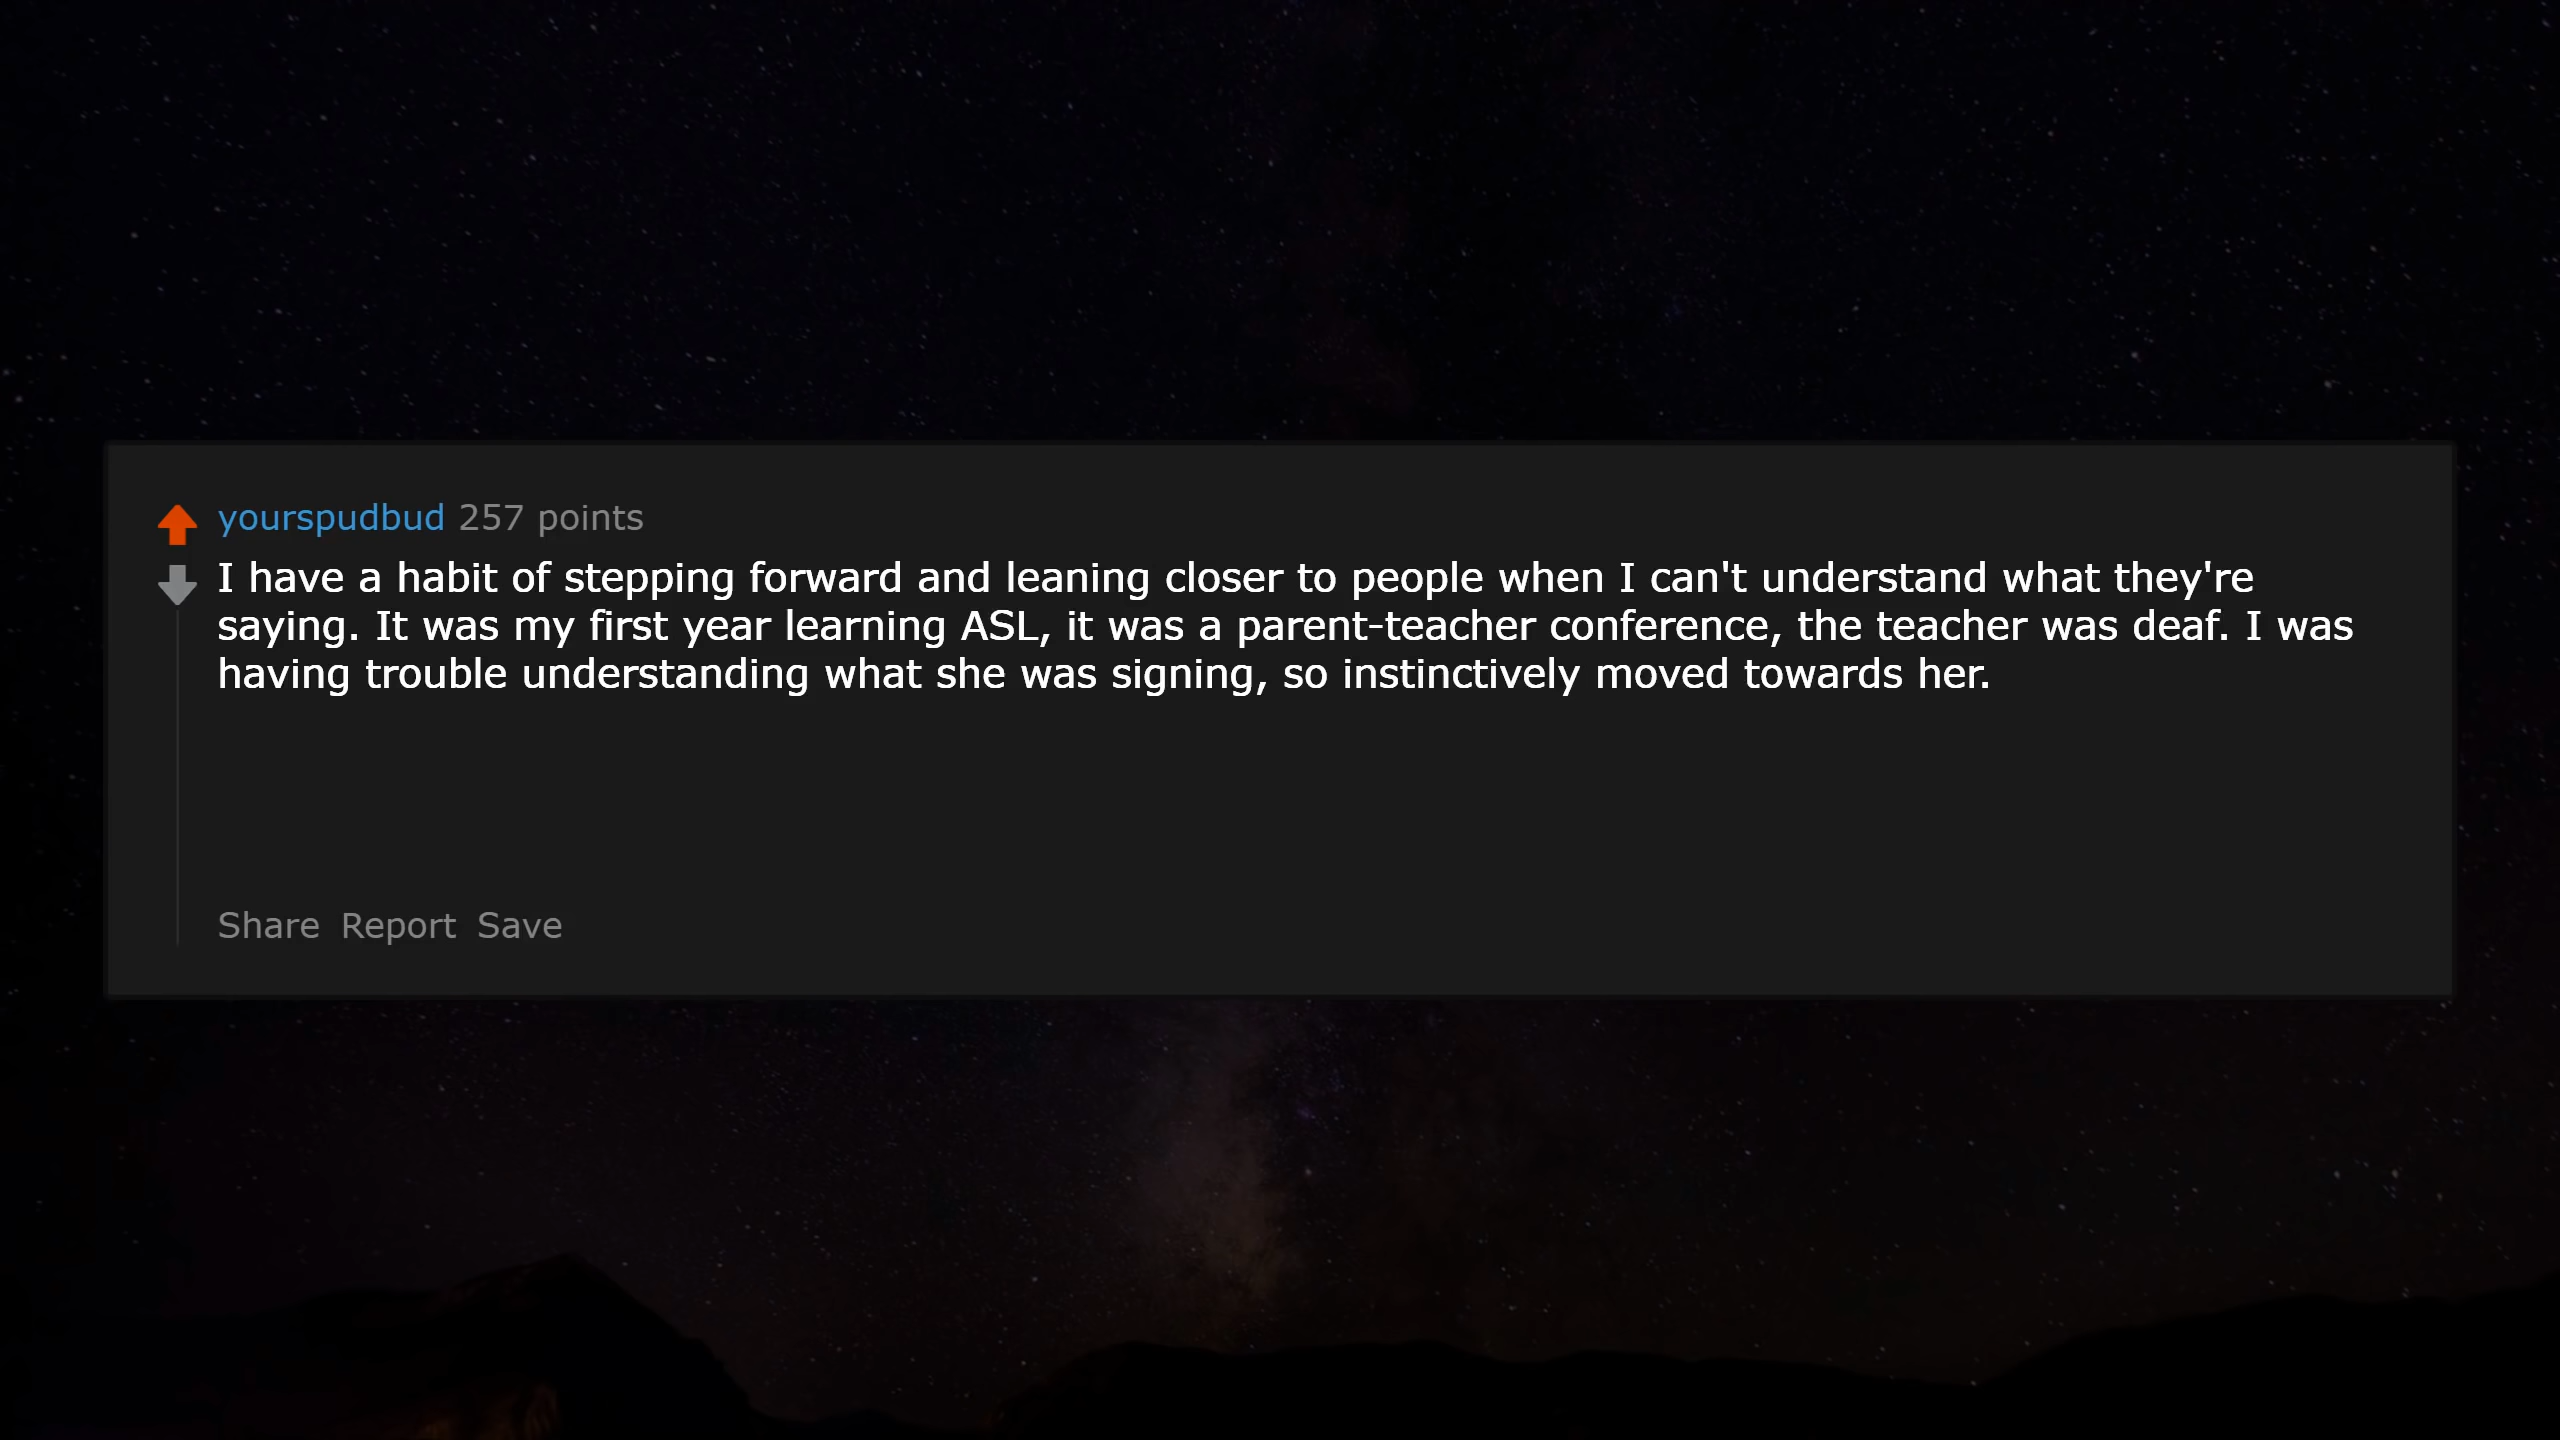 yourspudbud 257 points
I have a habit of stepping forward and leaning closer to people when I can't understand what they're
saying. It was my first year learning ASL, it was a parent-teacher conference, the teacher was deaf. I was
having trouble understanding what she was signing, so instinctively moved towards her.
Share Report Save